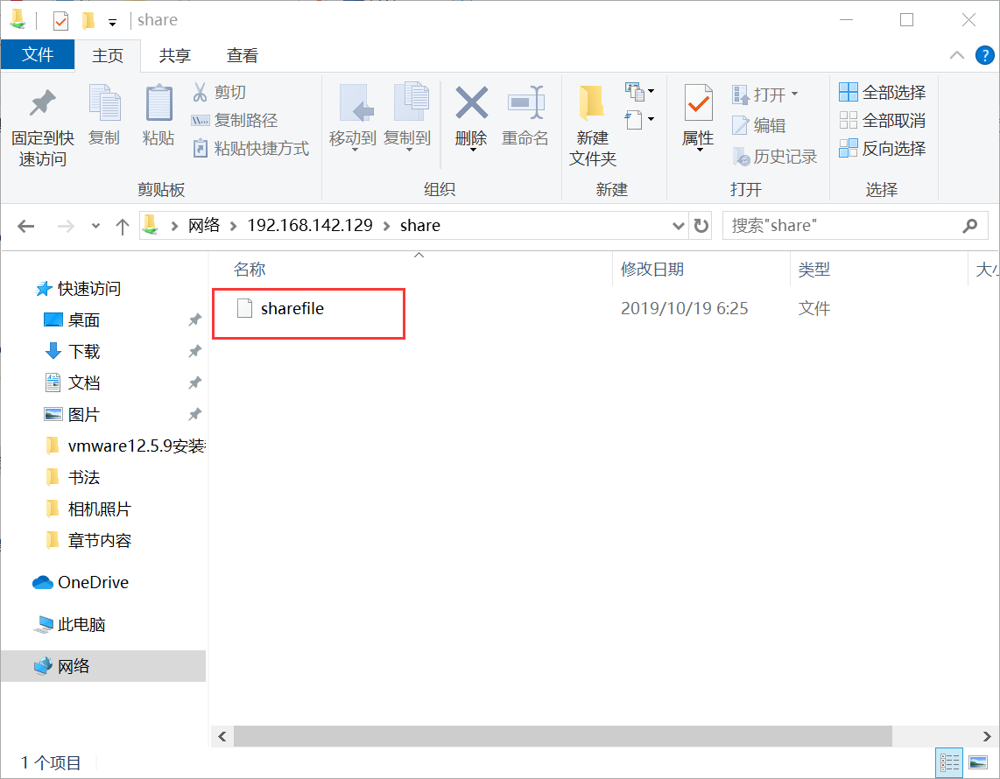 share
文件 主页 共享 查看
固定到快速访问
复制
粘贴
剪切
复制路径
粘贴快捷方式
剪贴板
移动到
复制到
删除
重命名
组织
新建
文件夹
新建
属性
打开
编辑
历史记录
打开
全部选择
全部取消
反向选择
选择
网络 192.168.142.129 share
搜索"share"
名称 修改日期 类型 大
sharefile 2019/10/19 6:25 文件
快速访问
桌面
下载
文档
图片
vmware12.5.9安装
书法
相机照片
章节内容
OneDrive
此电脑
网络
1 个项目